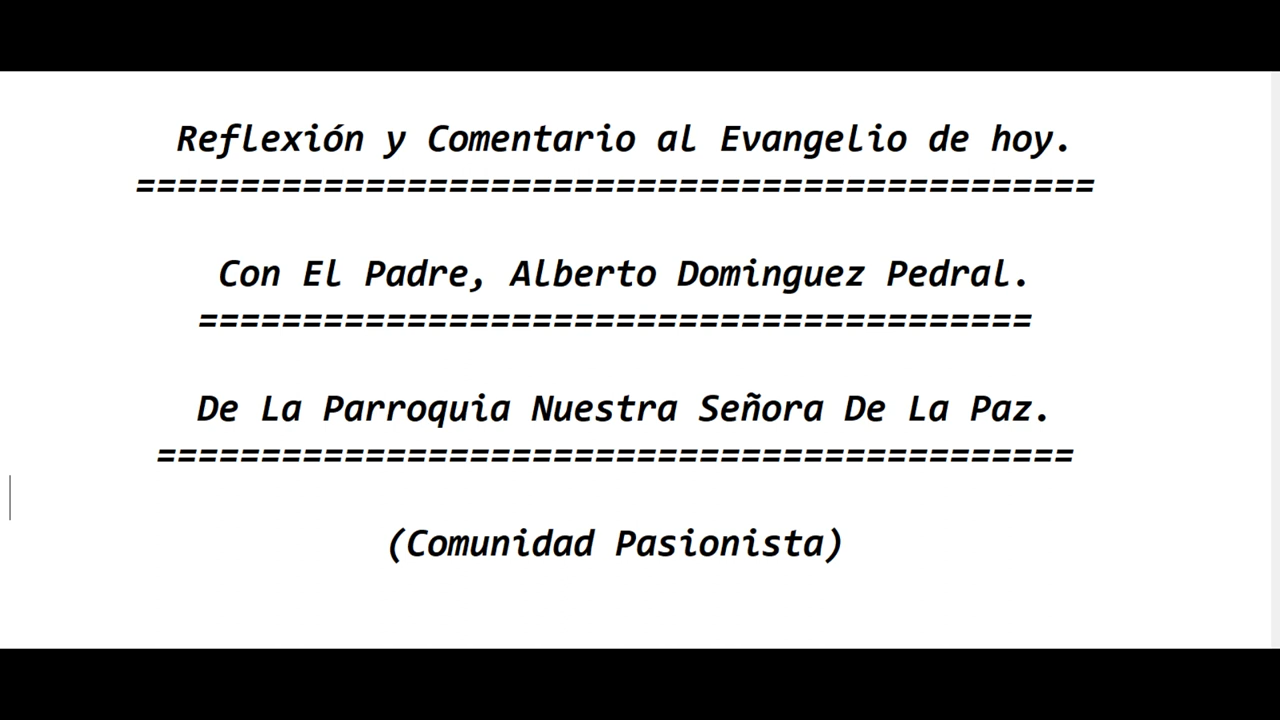 Reflexión y Comentario al Evangelio de hoy.
==============================================
Con El Padre, Alberto Dominguez Pedral.
========================================
De La Parroquia Nuestra Señora De La Paz.
============================================
(Comunidad Pasionista)